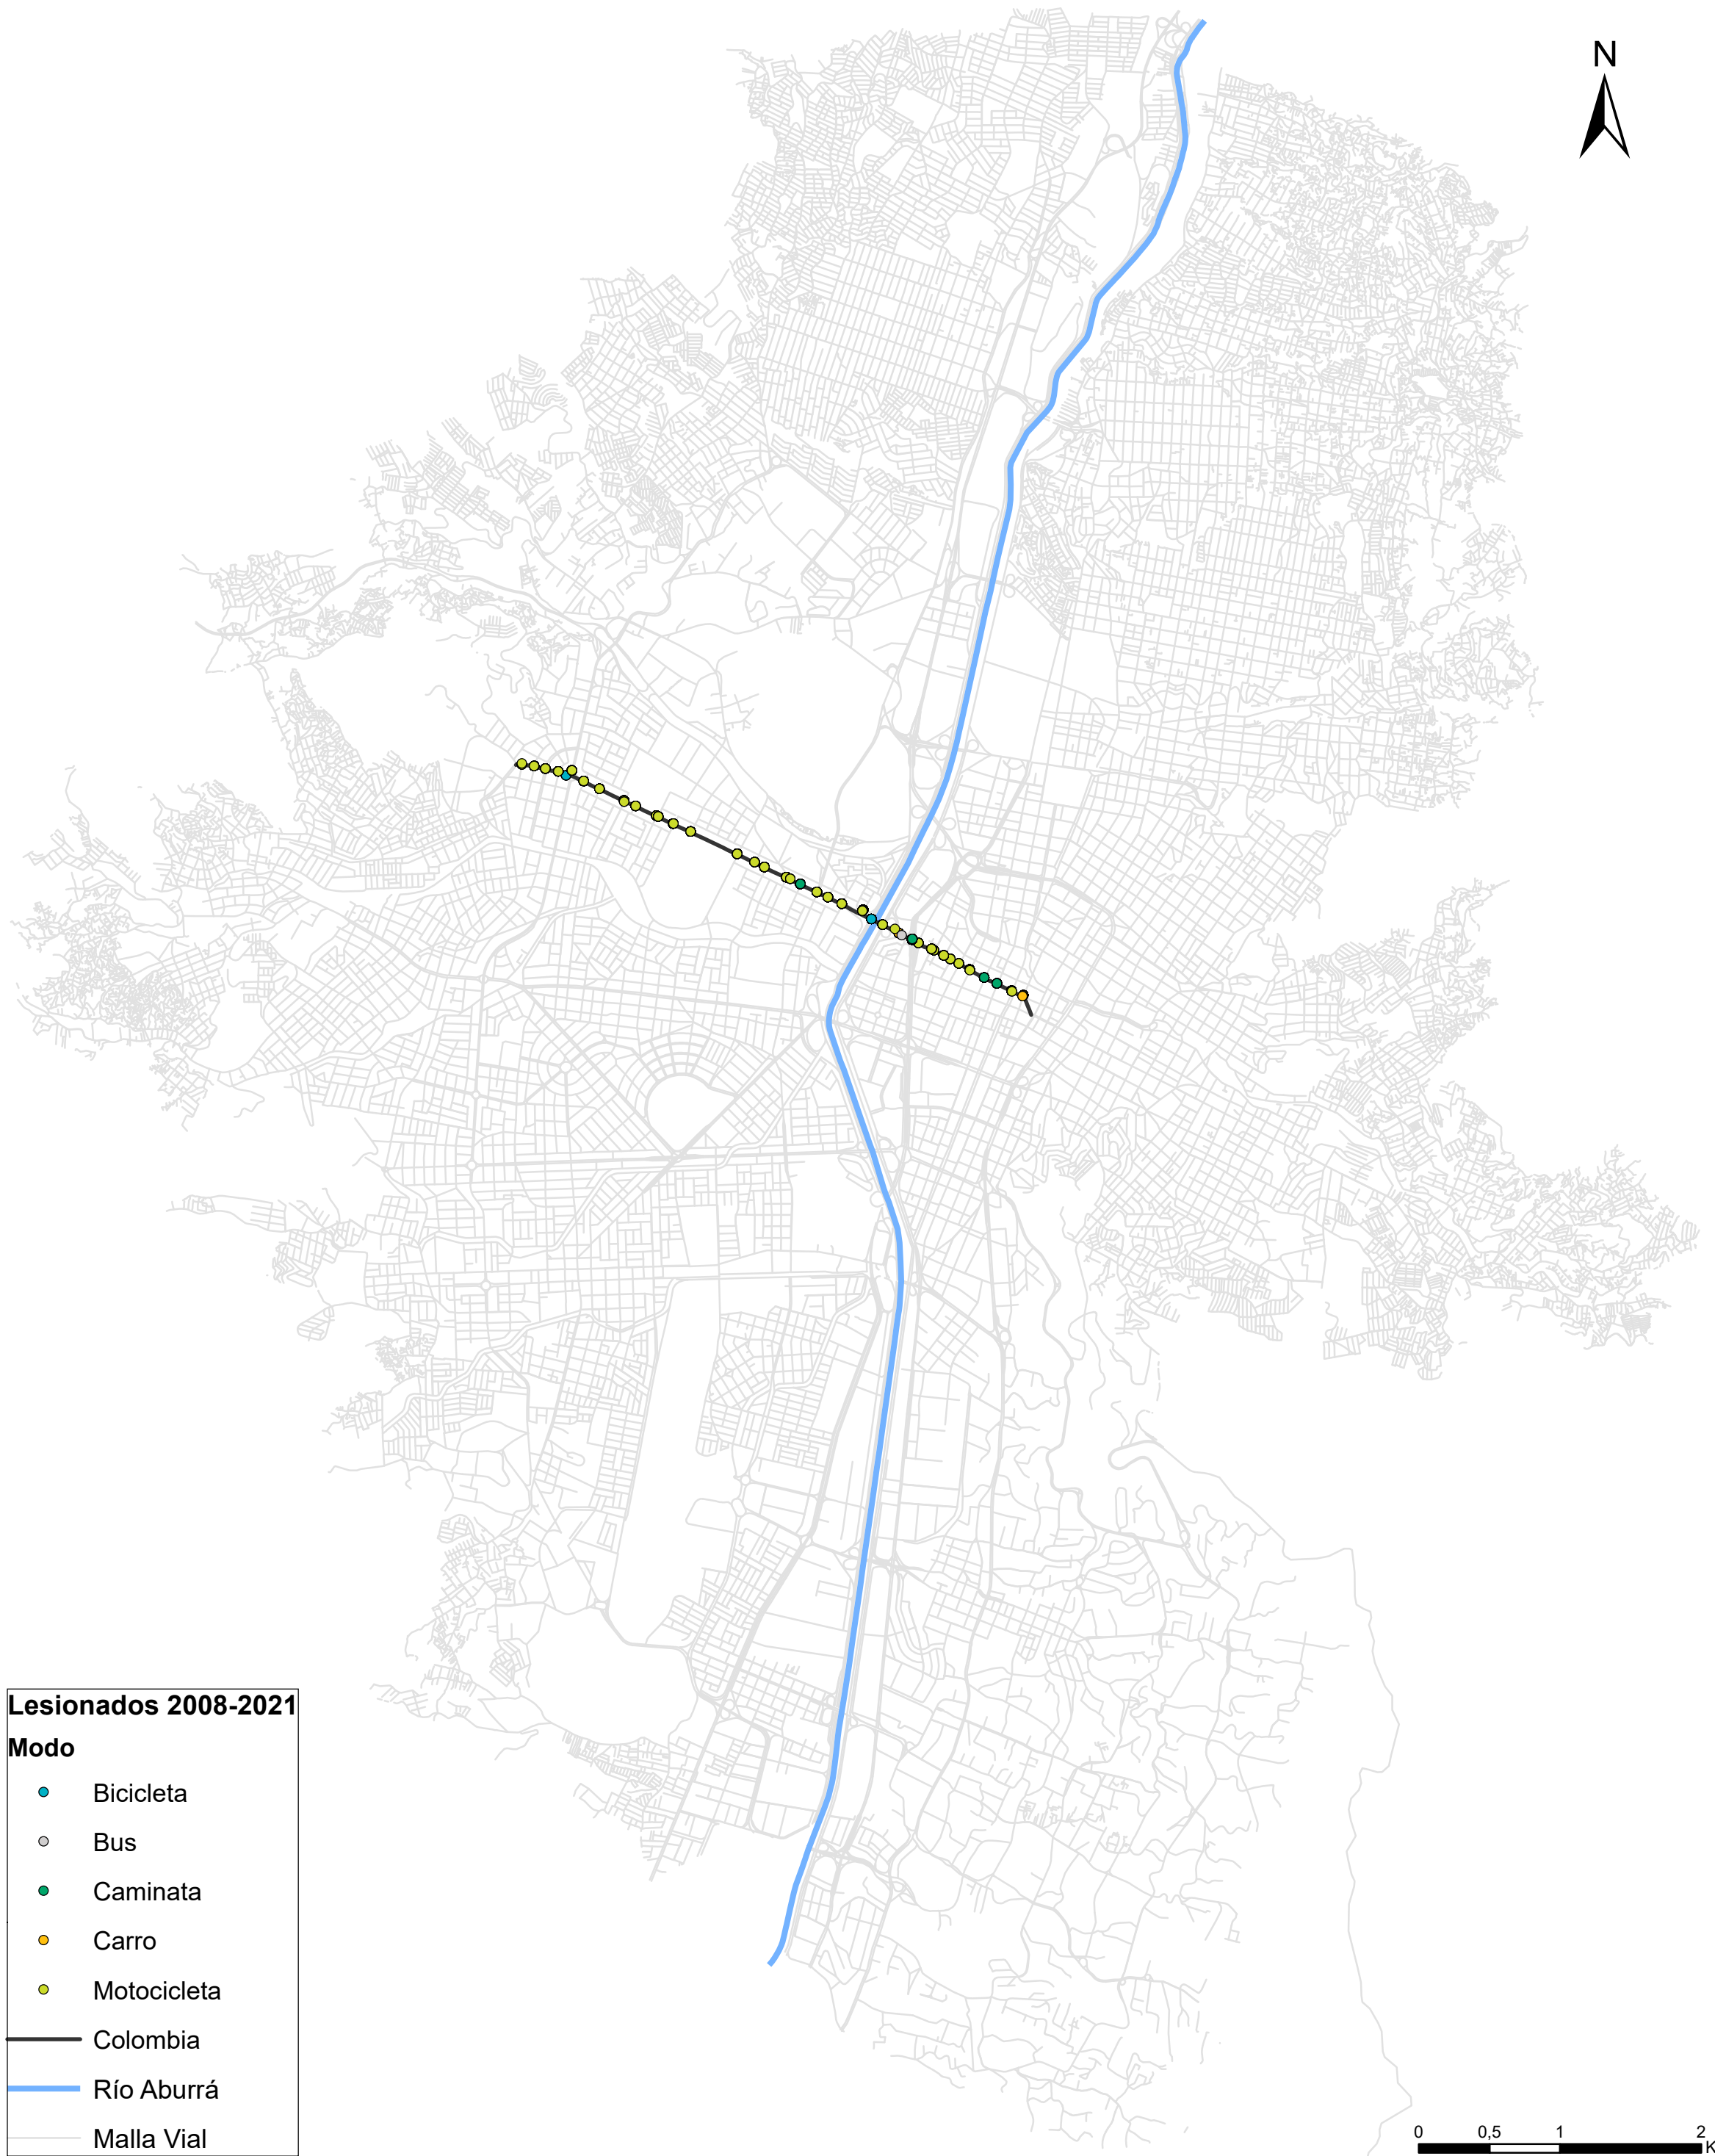 N
Lesionados 2008-2021
Modo
Bicicleta
Bus
Caminata
Carro
Motocicleta
Colombia
Río Aburrá
Malla Vial
0 0,5 1 2
K